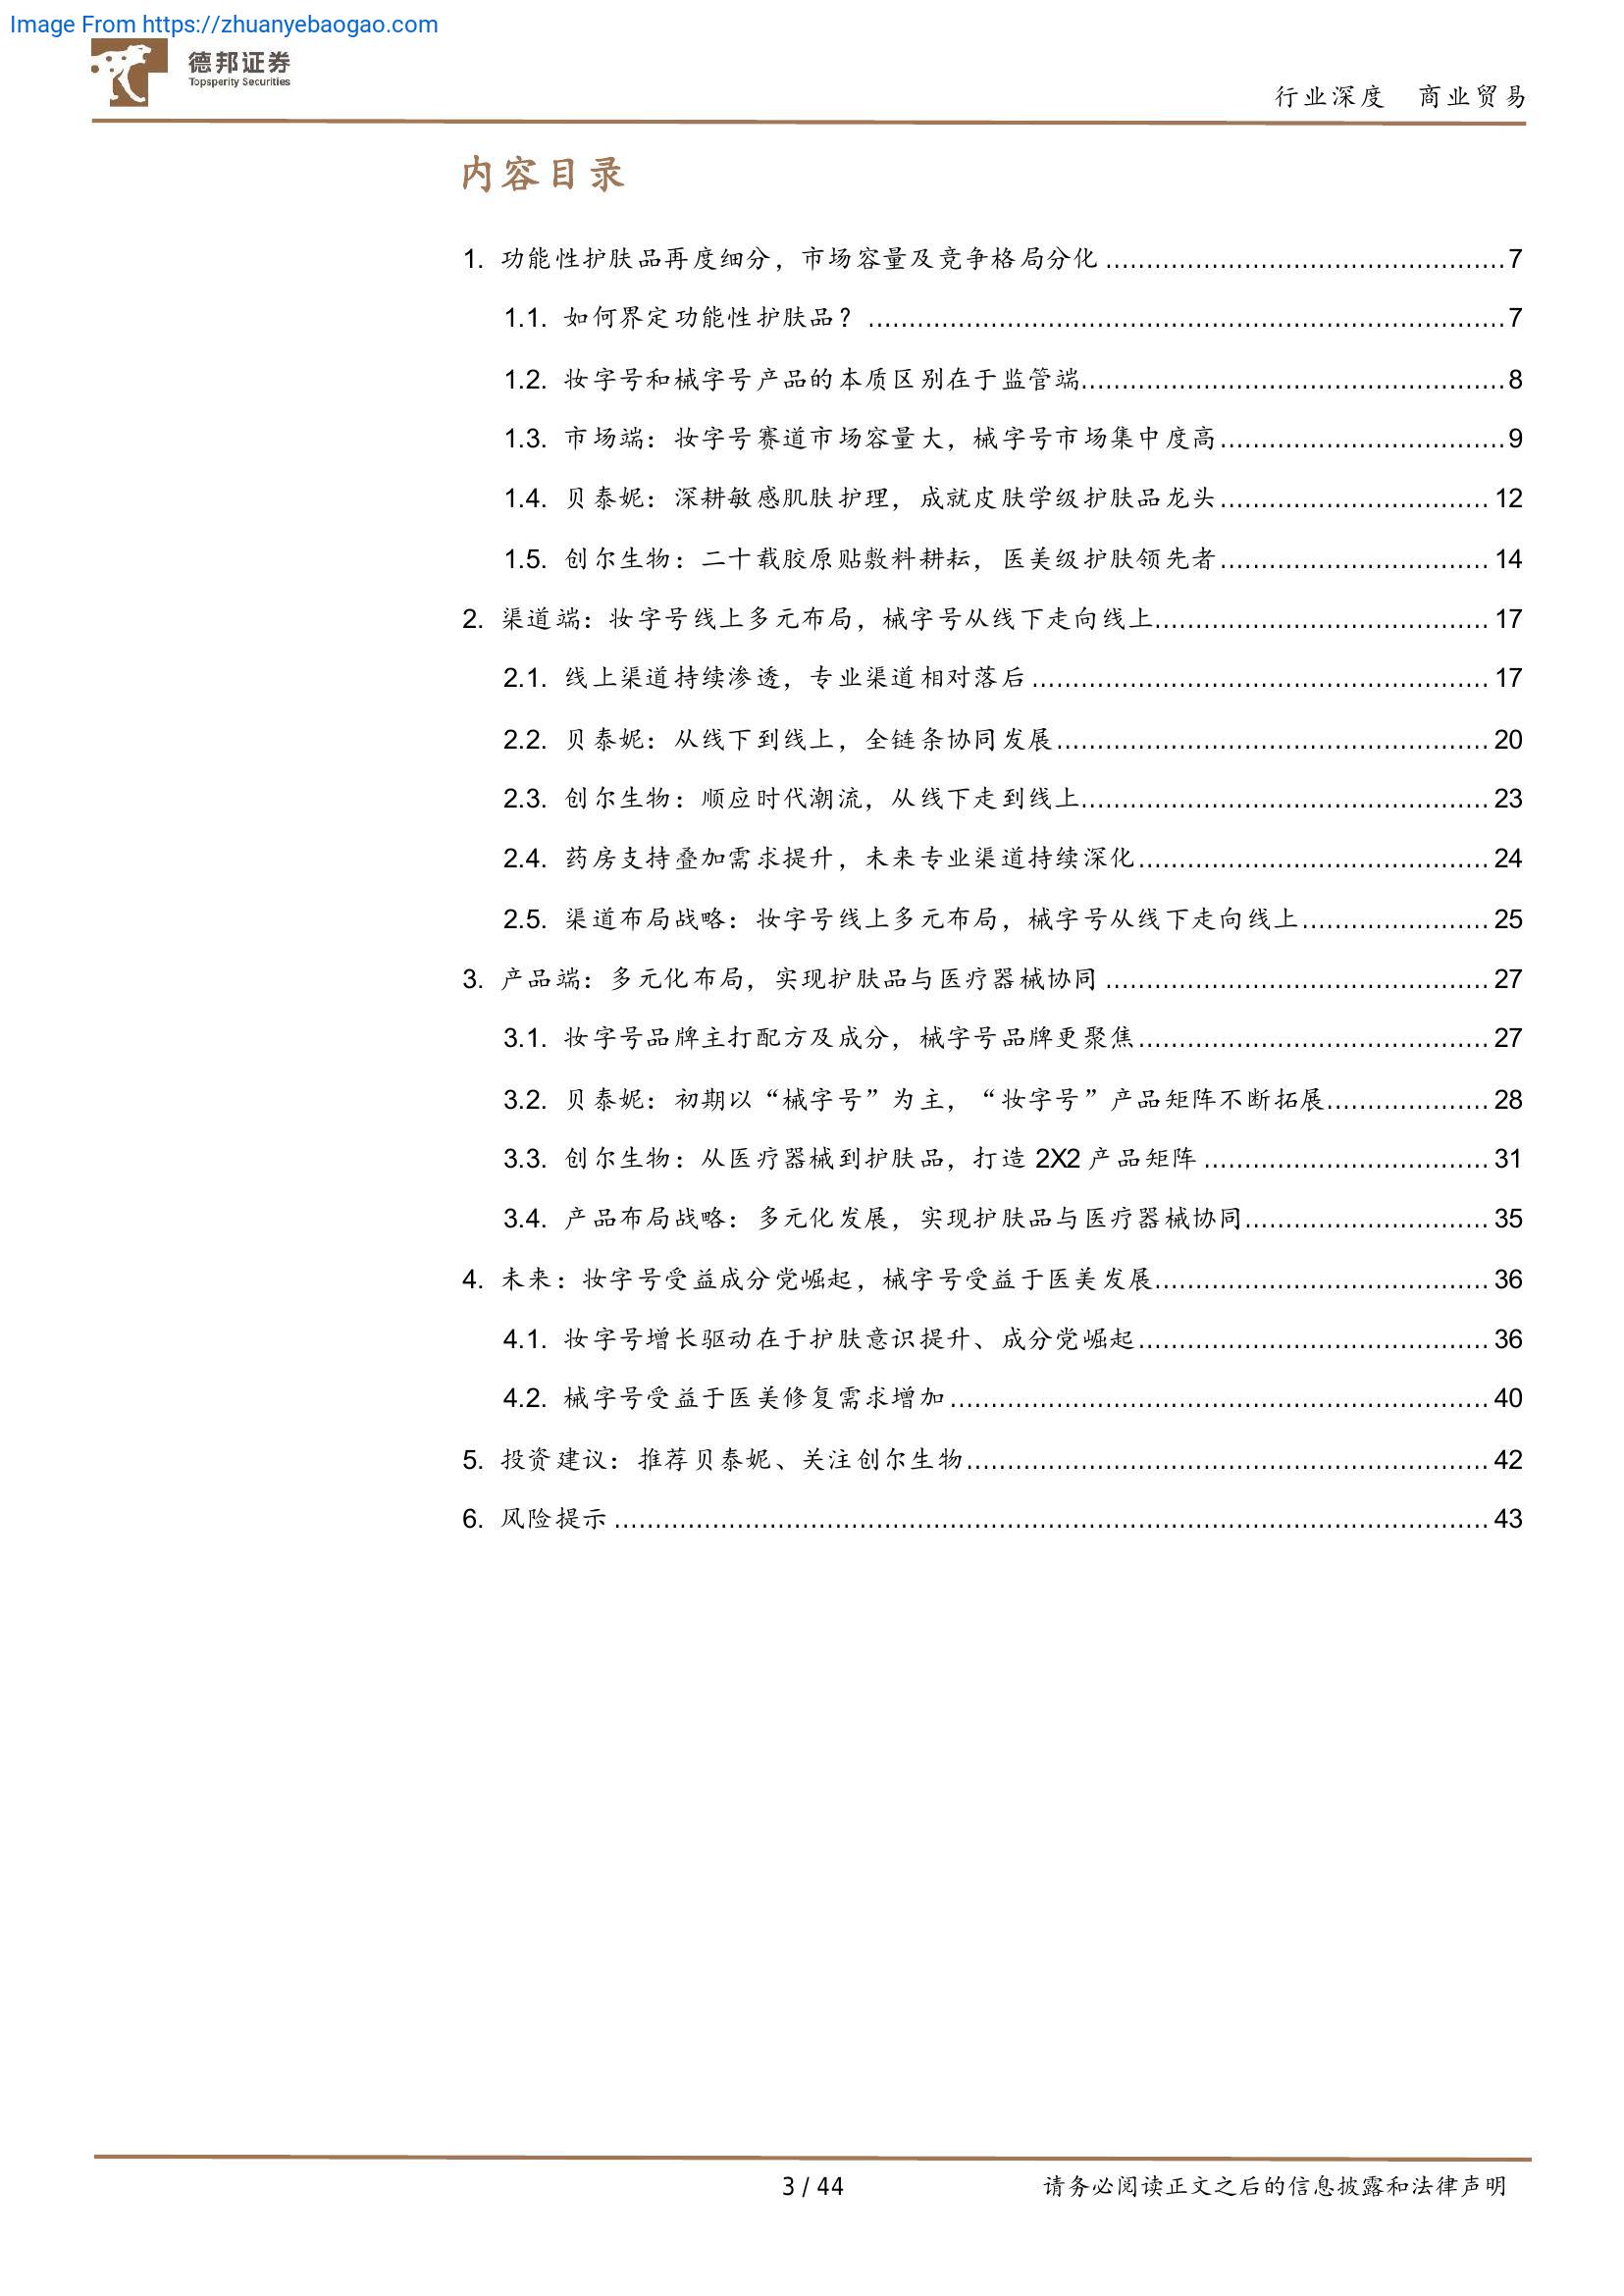 Image From https://zhuanyebaogao.com
德邦证券
Topsperity Securities
行业深度 商业贸易
内容目录
1. 功能性护肤品再度细分，市场容量及竞争格局分化 ................................................. 7
1.1. 如何界定功能性护肤品？ .............................................................................. 7
1.2. 妆字号和械字号产品的本质区别在于监管端.................................................... 8
1.3. 市场端：妆字号赛道市场容量大，械字号市场集中度高................................... 9
1.4. 贝泰妮：深耕敏感肌肤护理，成就皮肤学级护肤品龙头................................. 12
1.5. 创尔生物：二十载胶原贴敷料耕耘，医美级护肤领先者................................. 14
2. 渠道端：妆字号线上多元布局，械字号从线下走向线上......................................... 17
2.1. 线上渠道持续渗透，专业渠道相对落后 ........................................................ 17
2.2. 贝泰妮：从线下到线上，全链条协同发展..................................................... 20
2.3. 创尔生物：顺应时代潮流，从线下走到线上.................................................. 23
2.4. 药房支持叠加需求提升，未来专业渠道持续深化........................................... 24
2.5. 渠道布局战略：妆字号线上多元布局，械字号从线下走向线上....................... 25
3. 产品端：多元化布局，实现护肤品与医疗器械协同 ............................................... 27
3.1. 妆字号品牌主打配方及成分，械字号品牌更聚焦........................................... 27
3.2. 贝泰妮：初期以“械字号”为主，“妆字号”产品矩阵不断拓展.................... 28
3.3. 创尔生物：从医疗器械到护肤品，打造 2X2 产品矩阵 ................................... 31
3.4. 产品布局战略：多元化发展，实现护肤品与医疗器械协同.............................. 35
4. 未来：妆字号受益成分党崛起，械字号受益于医美发展......................................... 36
4.1. 妆字号增长驱动在于护肤意识提升、成分党崛起........................................... 36
4.2. 械字号受益于医美修复需求增加 .................................................................. 40
5. 投资建议：推荐贝泰妮、关注创尔生物................................................................ 42
6. 风险提示 ........................................................................................................... 43
3 / 44 请务必阅读正文之后的信息披露和法律声明